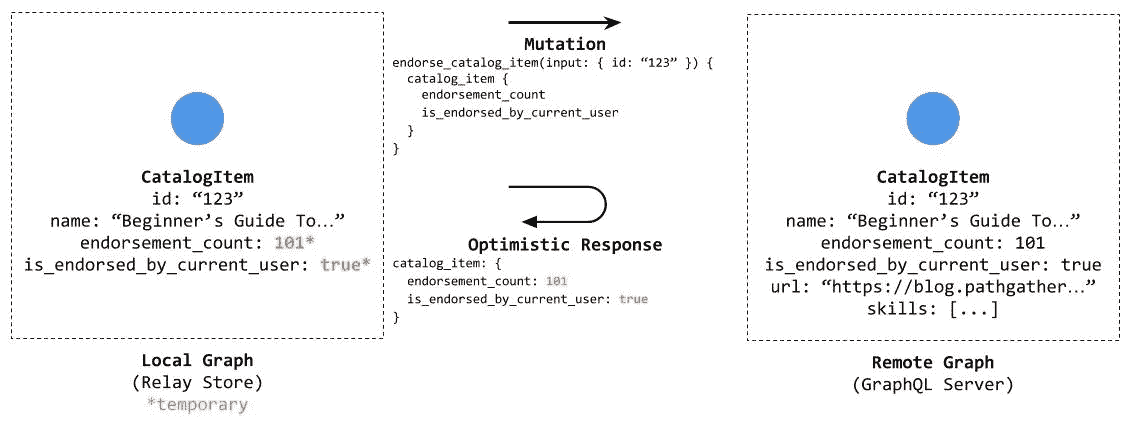 CatalogItem
id: “123”
name: “Beginner’s Guide To…”
endorsement_count: 101*
is_endorsed_by_current_user: true*
Local Graph
(Relay Store)
*temporary
Mutation
endorse_catalog_item(input: { id: “123” }) {
catalog_item {
endorsement_count
is_endorsed_by_current_user
}
}
Optimistic Response
catalog_item: {
endorsement_count: 101
is_endorsed_by_current_user: true
}
CatalogItem
id: “123”
name: “Beginner’s Guide To…”
endorsement_count: 101
is_endorsed_by_current_user: true
url: “https://blog.pathgather…”
skills: [...]
Remote Graph
(GraphQL Server)